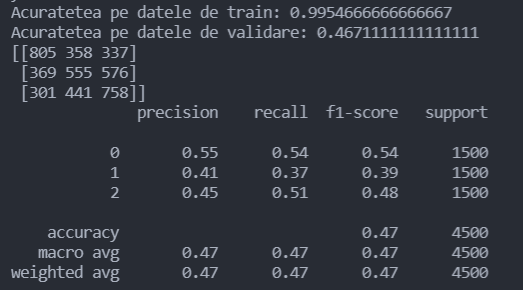 Acuratetea pe datele de train: 0.9954666666666667
Acuratetea pe datele de validare: 0.4671111111111111
[[805 358 337]
 [369 555 576]
 [301 441 758]]
              precision    recall  f1-score   support

           0       0.55      0.54      0.54      1500
           1       0.41      0.37      0.39      1500
           2       0.45      0.51      0.48      1500

    accuracy                           0.47      4500
   macro avg       0.47      0.47      0.47      4500
weighted avg       0.47      0.47      0.47      4500